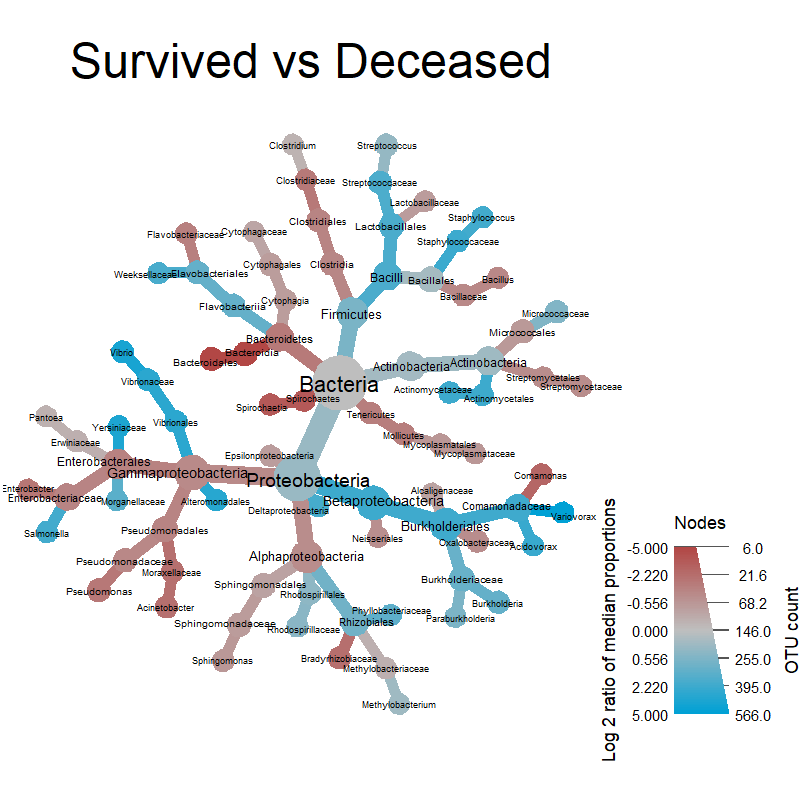 Survived vs Deceased
Clostridium
Streptococcus
Clostridiaceae
Streptococcaceae
Lactobacillaceae
Staphylococcus
Clostridiales
Lactobacillales
Flavobacteriaceae
Cytophagaceae
Staphylococcaceae
Weeksellaceae
Flavobacteriales
Cytophagales
Clostridia
Bacilli
Bacillales
Bacillus
Bacillaceae
Flavobacteriia
Cytophagia
Firmicutes
Micrococcaceae
Micrococcales
Bacteroidetes
Vibrio
Bacteroidales
Bacteroidia
Actinobacteria
Actinobacteria
Vibrionaceae
Bacteria
Streptomycetales
Streptomycetaceae
Actinomycetaceae
Actinomycetales
Spirochaetia
Spirochaetes
Pantoea
Yersiniaceae
Vibrionales
Tenericutes
Mollicutes
Erwiniaceae
Mycoplasmatales
Mycoplasmataceae
Epsilonproteobacteria
Enterobacterales
Gammaproteobacteria
Proteobacteria
Comamonas
Enterobacter
Enterobacteriaceae
Morganellaceae
Alteromonadales
Deltaproteobacteria
Betaproteobacteria
Alcaligenaceae
Comamonadaceae
Variovorax
Salmonella
Pseudomonadales
Neisseriales
Burkholderiales
Oxalobacteraceae
Acidovorax
Alphaproteobacteria
Pseudomonadaceae
Moraxellaceae
Sphingomonadales
Rhodospirillales
Burkholderiaceae
Pseudomonas
Acinetobacter
Phyllobacteriaceae
Burkholderia
Paraburkholderia
Sphingomonadaceae
Rhodospirillaceae
Rhizobiales
Sphingomonas
Bradyrhizobiaceae
Methylobacteriaceae
Methylobacterium
Nodes
Log 2 ratio of median proportions
OTU count
-5.000 6.0
-2.220 21.6
-0.556 68.2
0.000 146.0
0.556 255.0
2.220 395.0
5.000 566.0